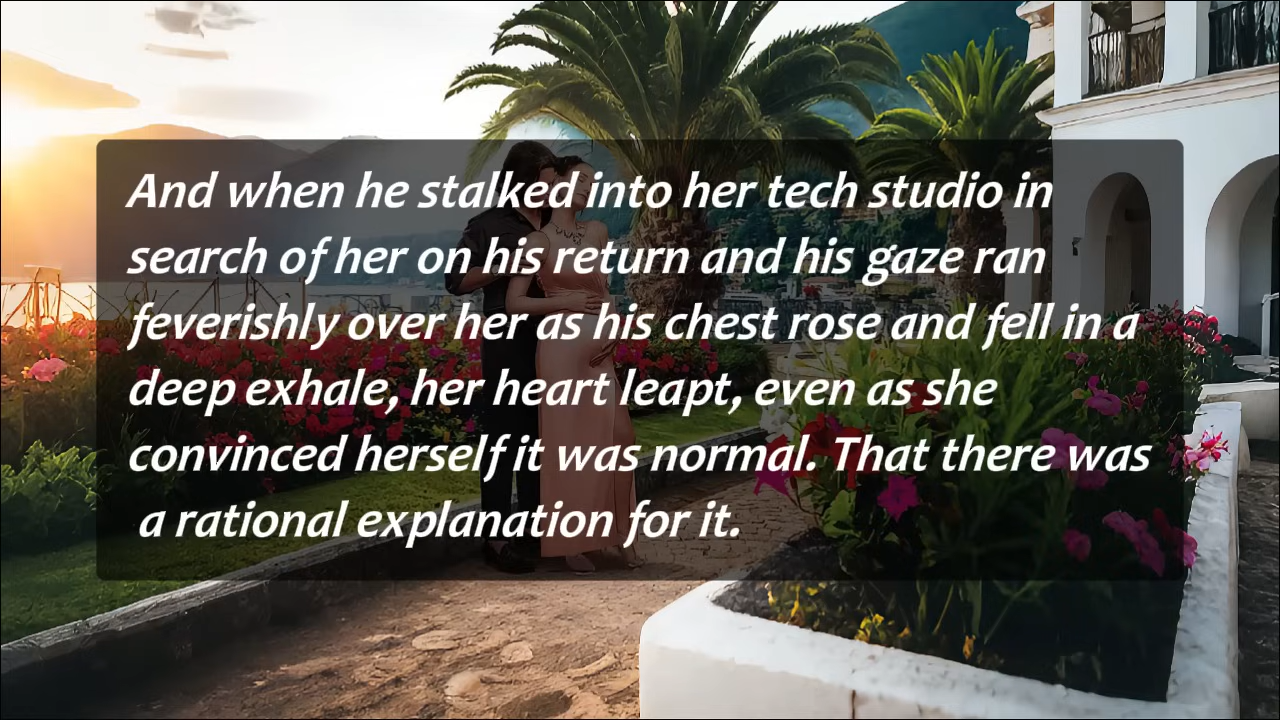 And when he stalked into her tech studio in
search of her on his return and his gaze ran
feverishly over her as his chest rose and fell in a
deep exhale, her heart leapt, even as she
convinced herself it was normal. That there was
a rational explanation for it.